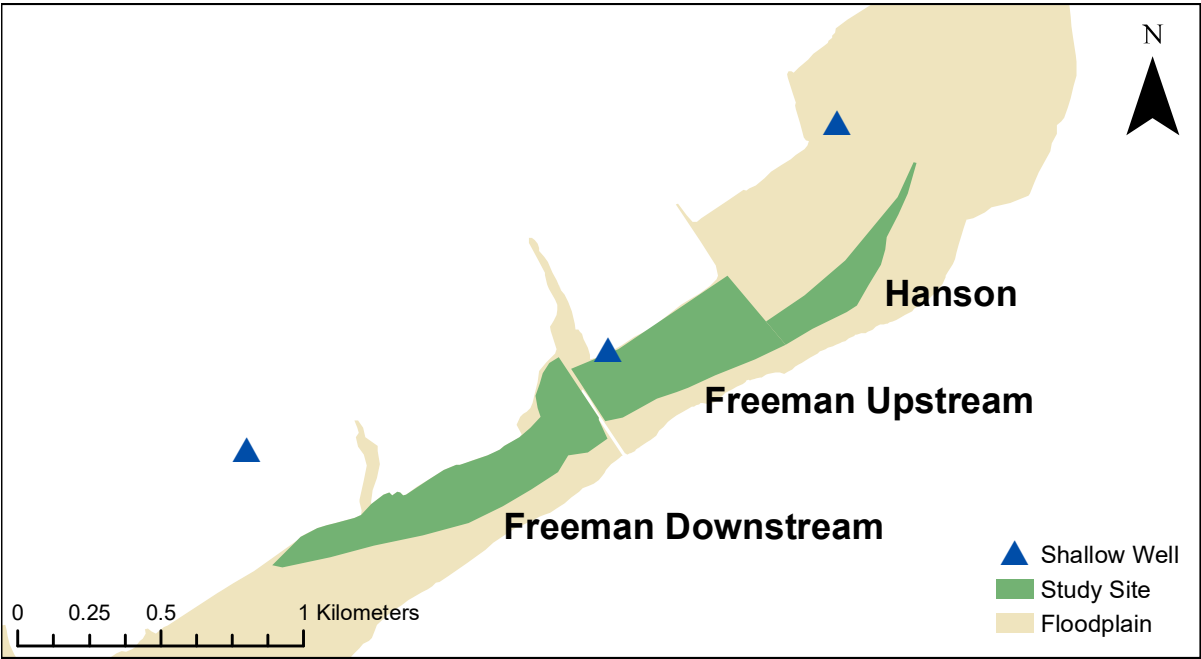 N
Hanson
Freeman Upstream
Freeman Downstream
Shallow Well
Study Site
Floodplain
0 0.25 0.5 1 Kilometers